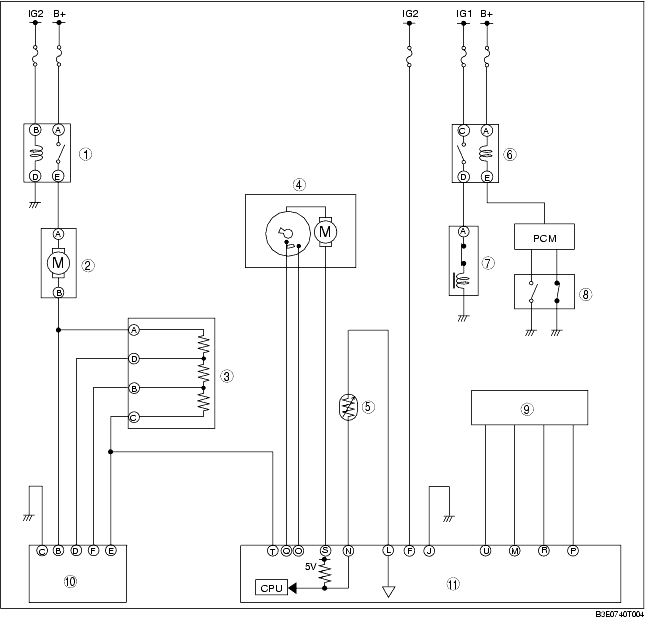 IG2 B+ IG2 IG1 B+
B A C A
1 6
D E D E
4
A M 2 B
M
A PCM
7
8
A
D
B
C
3
5
9
C B D F E
10
T O O S N L F J U M R P
5V
CPU
11
B3E0740T004